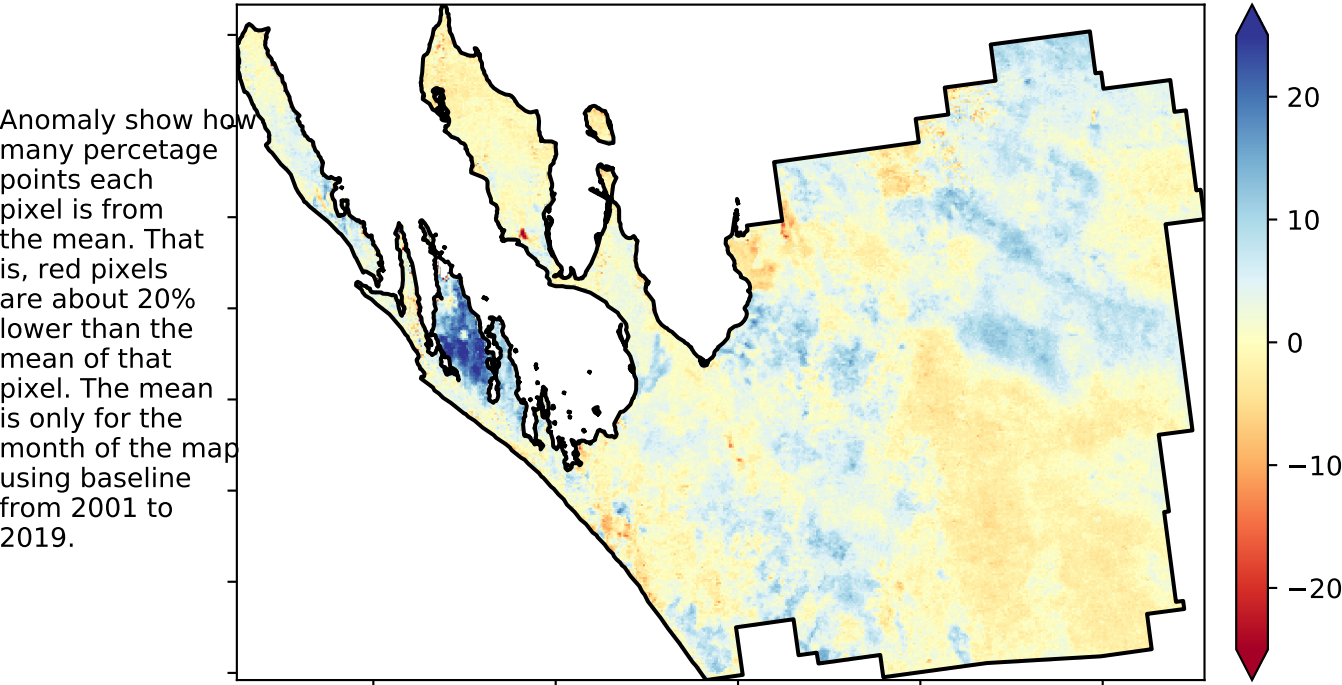 Anomaly show how
many percetage
points each
pixel is from
the mean. That
is, red pixels
are about 20%
lower than the
mean of that
pixel. The mean
is only for the
month of the map
using baseline
from 2001 to
2019.
20
10
0
−10
−20